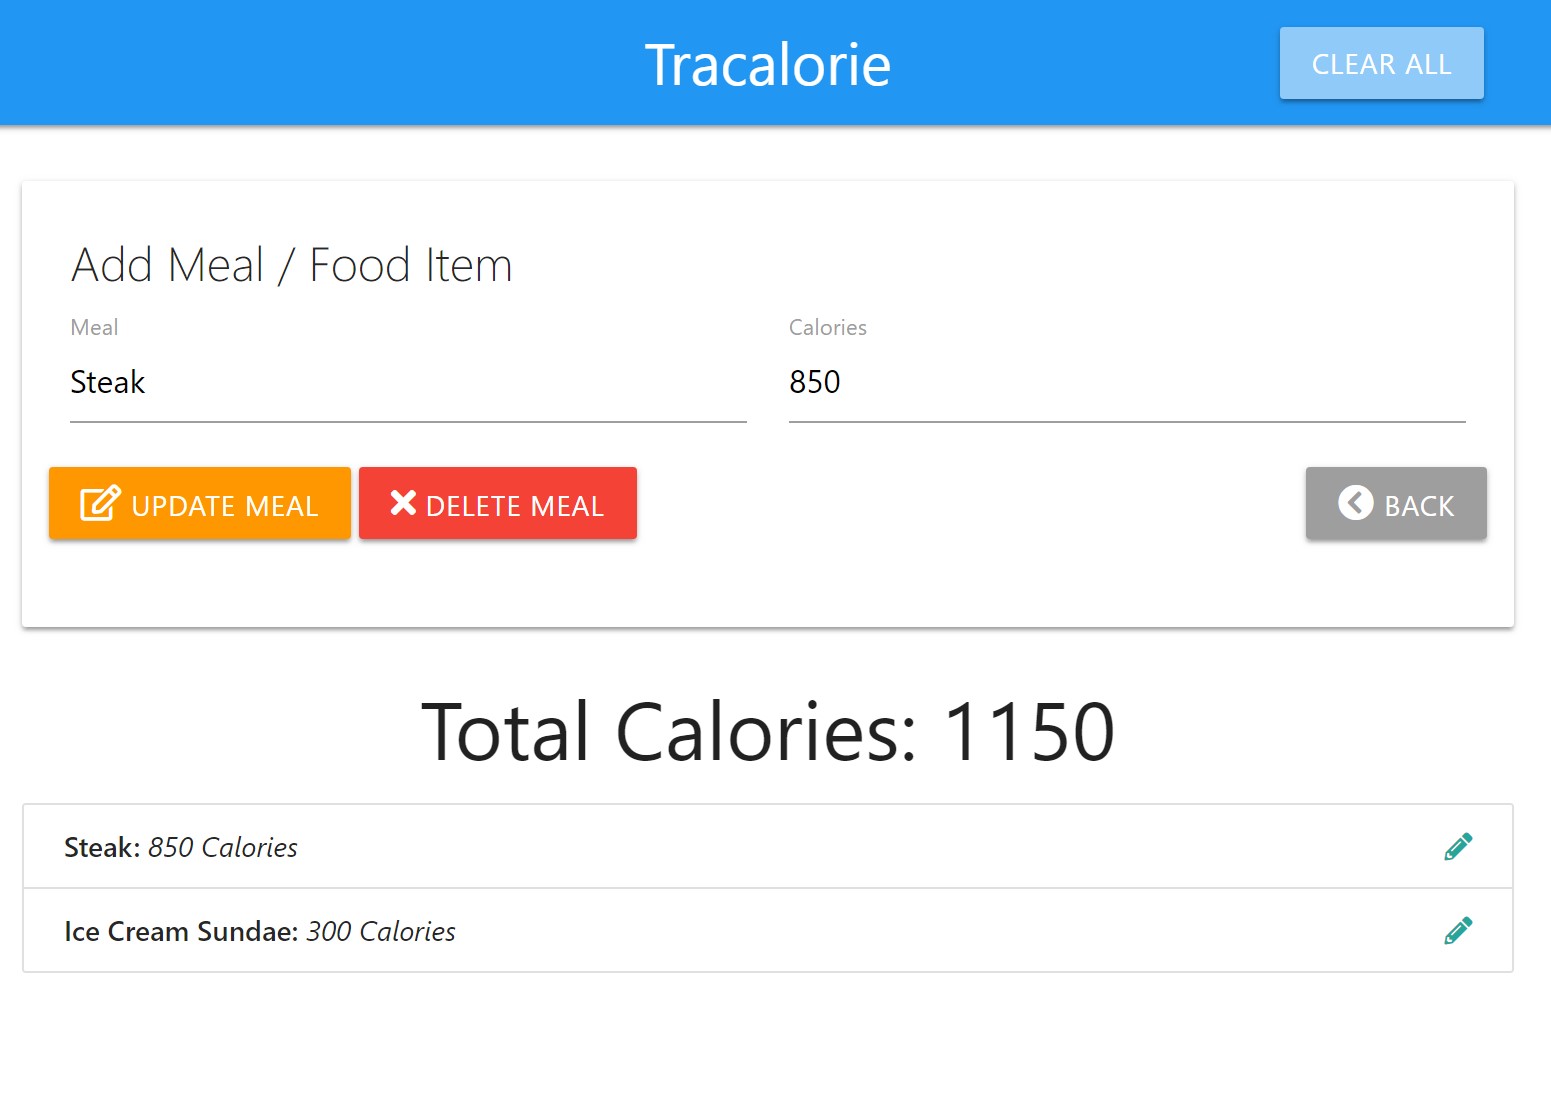 Tracalorie
CLEAR ALL
Add Meal / Food Item
Meal
Calories
Steak
850
UPDATE MEAL
DELETE MEAL
BACK
Total Calories: 1150
Steak: 850 Calories
Ice Cream Sundae: 300 Calories